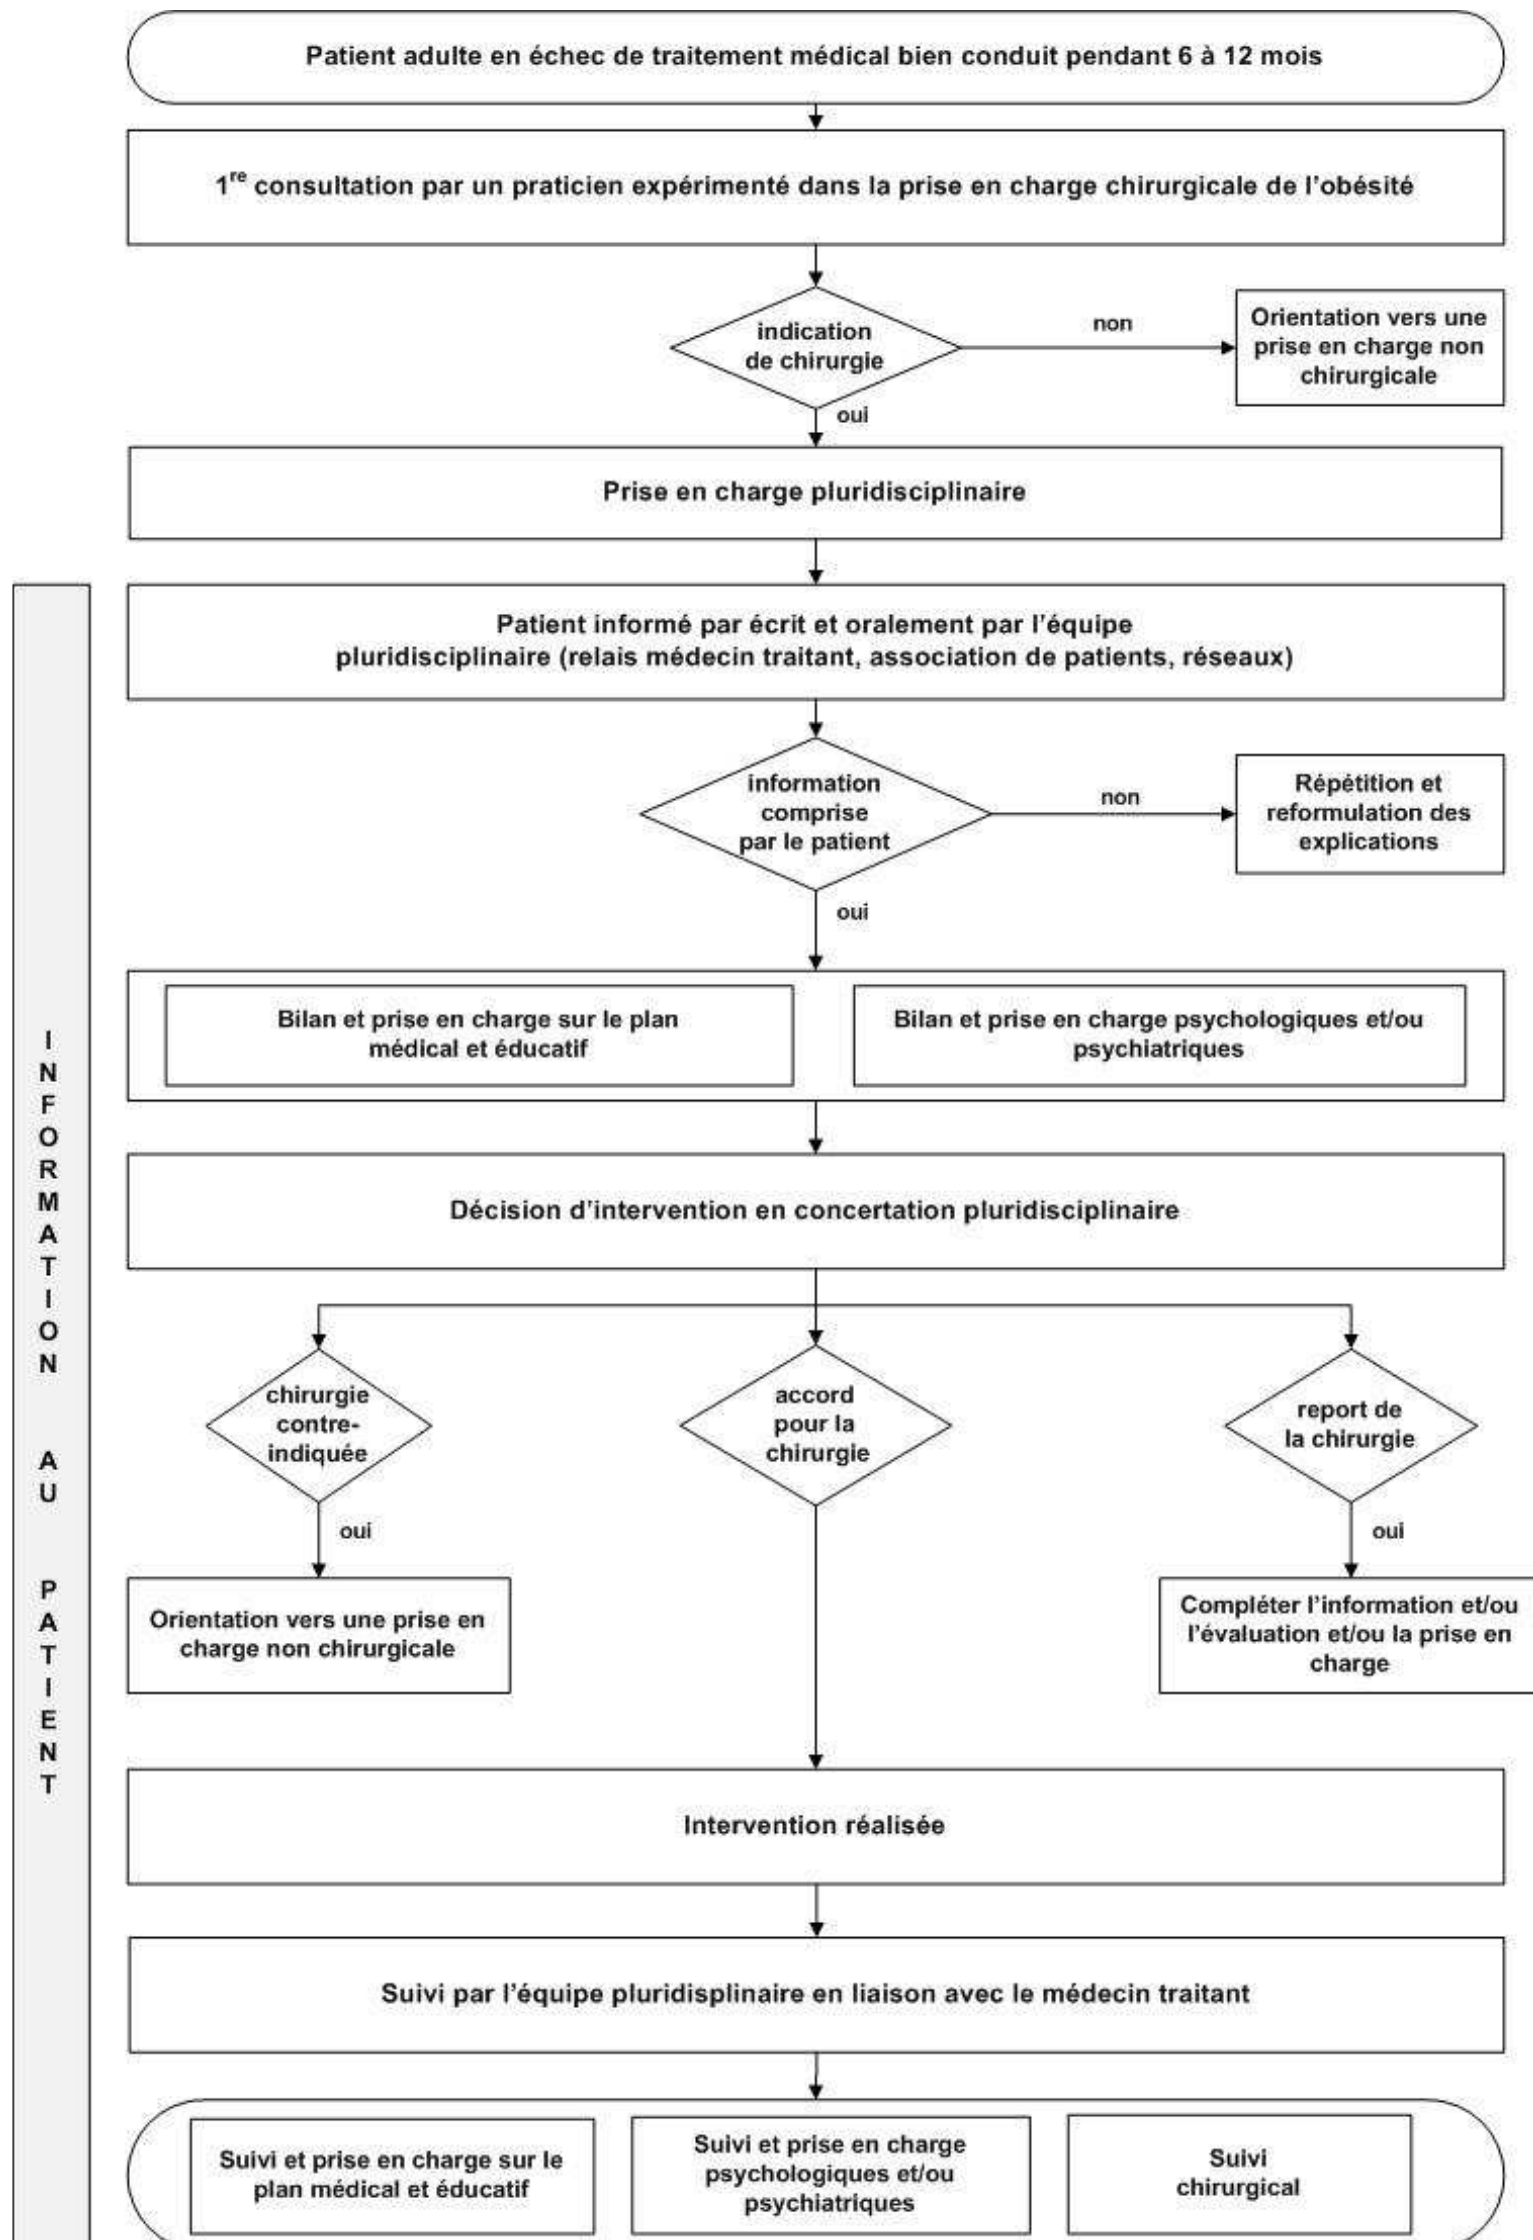 Patient adulte en échec de traitement médical bien conduit pendant 6 à 12 mois
1re consultation par un praticien expérimenté dans la prise en charge chirurgicale de l'obésité
indication
de chirurgie
non
Orientation vers une
prise en charge non
chirurgicale
oui
Prise en charge pluridisciplinaire
Patient informé par écrit et oralement par l'équipe
pluridisciplinaire (relais médecin traitant, association de patients, réseaux)
information
comprise
par le patient
non
Répétition et
reformulation des
explications
oui
Bilan et prise en charge sur le plan
médical et éducatif
Bilan et prise en charge psychologiques et/ou
psychiatriques
INFORMATION AU PATIENT
Décision d'intervention en concertation pluridisciplinaire
chirurgie
contre-
indiquée
accord
pour la
chirurgie
report de
la chirurgie
oui
oui
Orientation vers une prise en
charge non chirurgicale
Compléter l'information et/ou
l'évaluation et/ou la prise en
charge
Intervention réalisée
Suivi par l'équipe pluridisplinaire en liaison avec le médecin traitant
Suivi et prise en charge sur le
plan médical et éducatif
Suivi et prise en charge
psychologiques et/ou
psychiatriques
Suivi
chirurgical